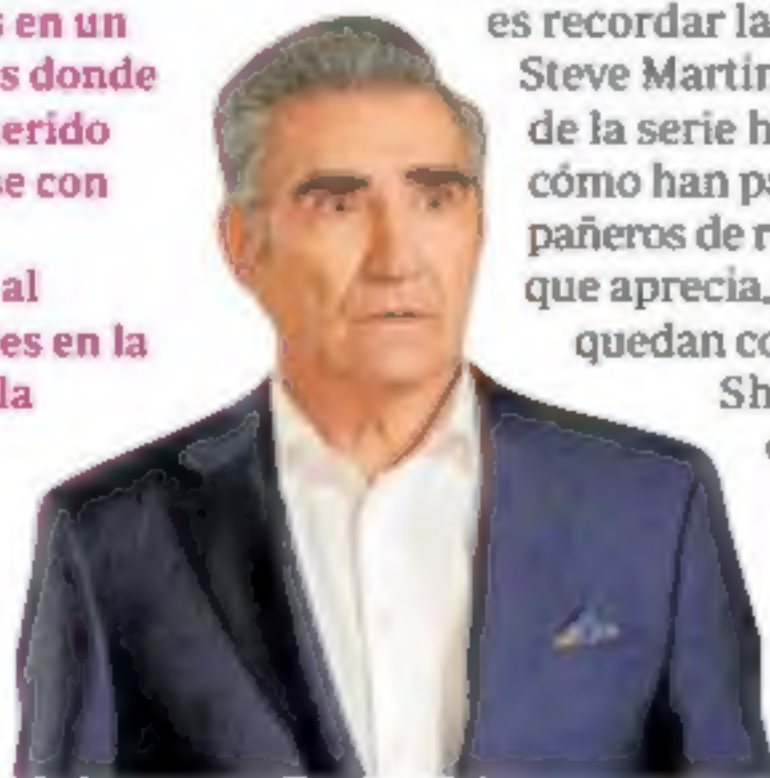 s en un
s donde
erido
se con
al
es en la
la
es recordar la
Steve Martin
de la serie h
cómo han pa
pañeros de r
que aprecia.
quedan co
Sh